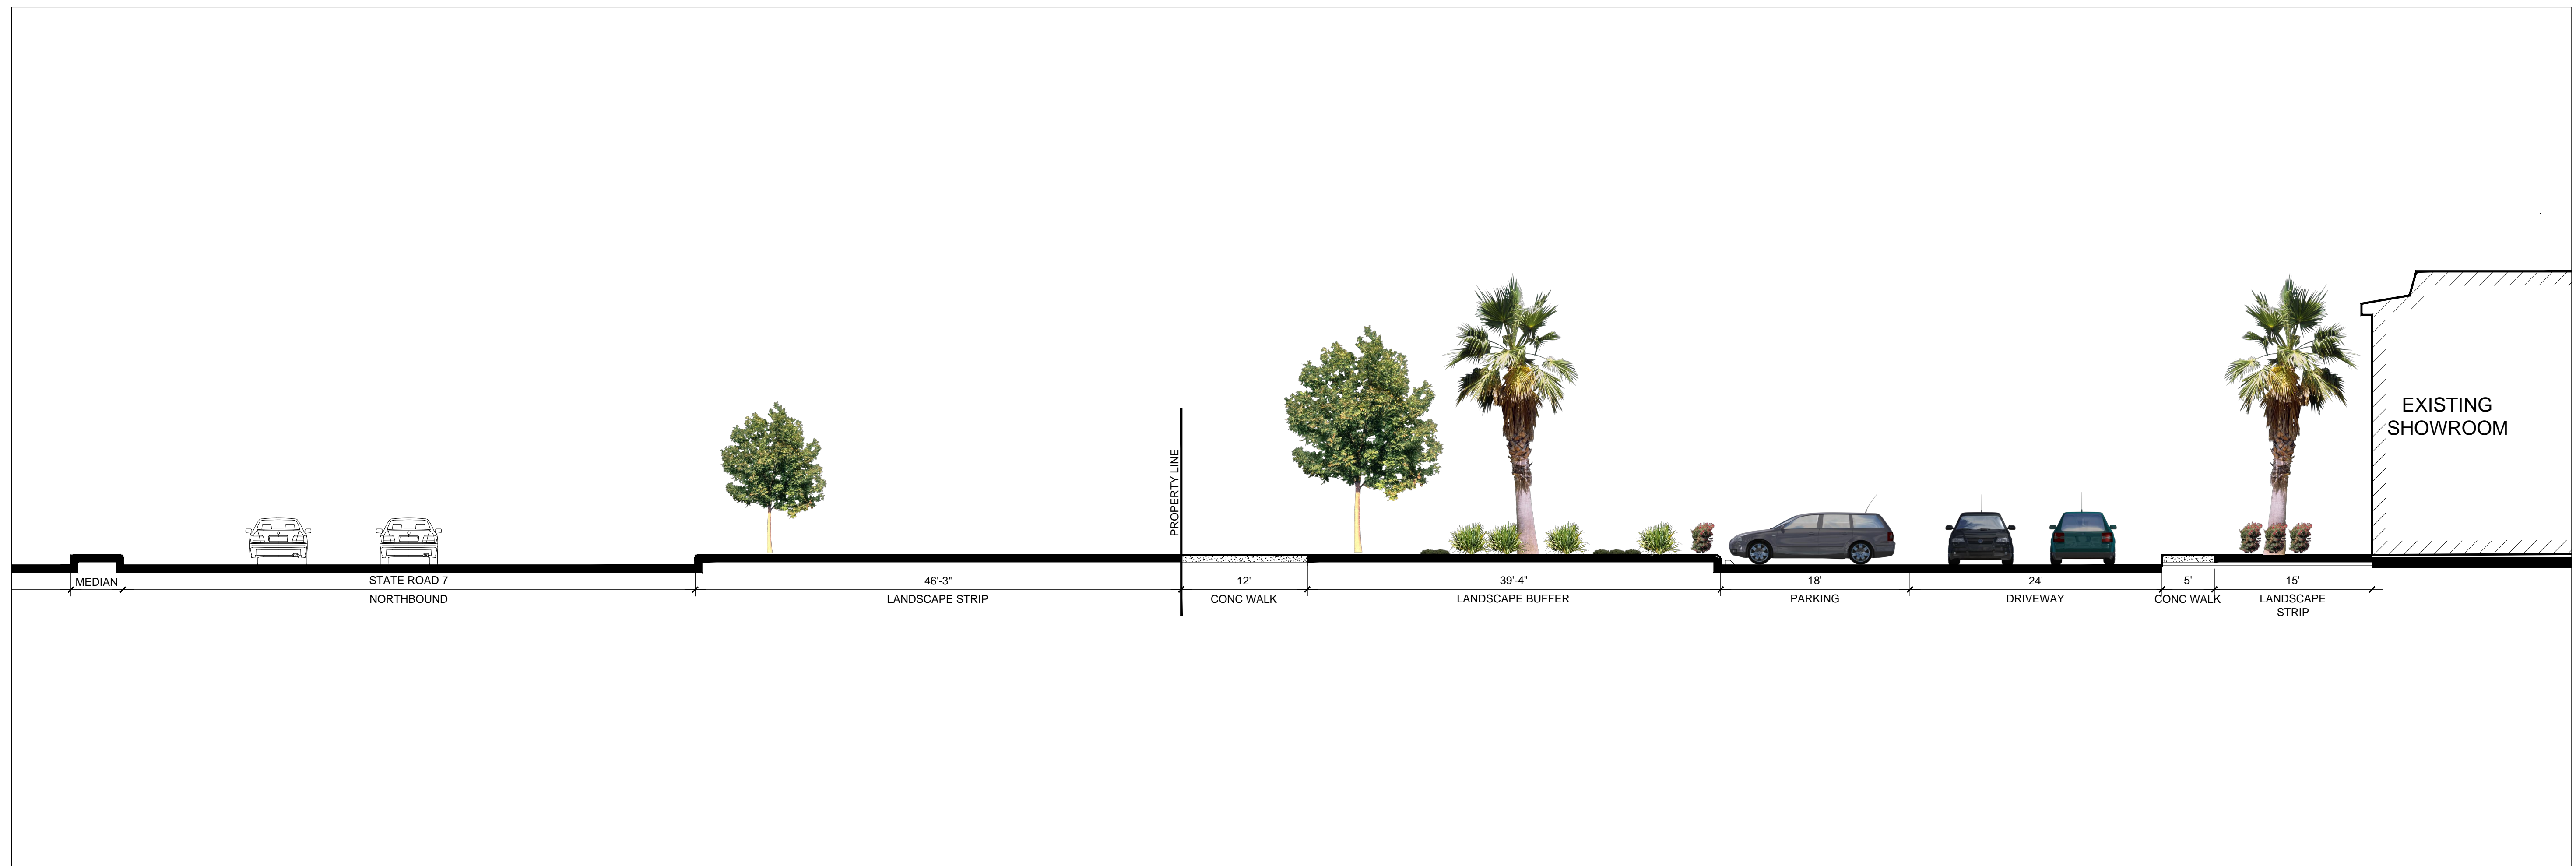 EXISTING
SHOWROOM
PROPERTY LINE
MEDIAN
STATE ROAD 7
NORTHBOUND
46'-3"
LANDSCAPE STRIP
12'
CONC WALK
39'-4"
LANDSCAPE BUFFER
18'
PARKING
24'
DRIVEWAY
5'
CONC WALK
15'
LANDSCAPE
STRIP